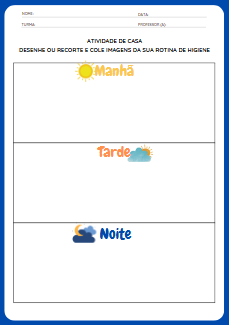 NOME: DATA:
TURMA: PROFESSOR (A):
ATIVIDADE DE CASA
DESENHE OU RECORTE E COLE IMAGENS DA SUA ROTINA DE HIGIENE
Manhã
Tarde
Noite